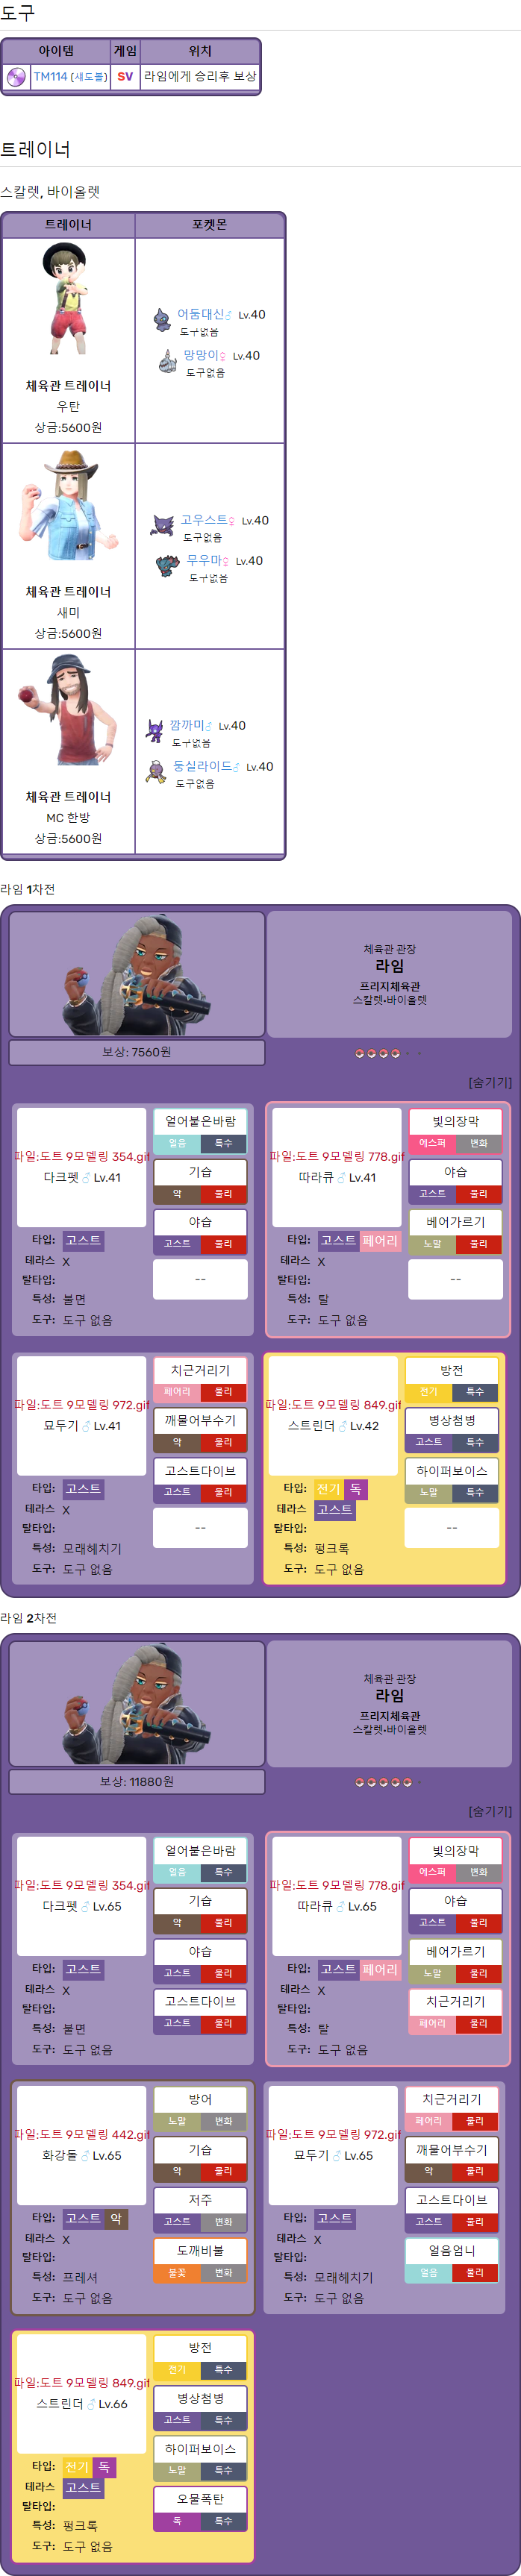 도구
아이템 게임 위치
TM114 (섀도볼) SV 라임에게 승리후 보상
트레이너
스칼렛, 바이올렛
트레이너 포켓몬
어둠대신♂ Lv.40
도구없음
망망이♀ Lv.40
도구없음
체육관 트레이너
우탄
상금:5600원
고우스트♀ Lv.40
도구없음
무우마♀ Lv.40
도구없음
체육관 트레이너
새미
상금:5600원
깜까미♂ Lv.40
도구없음
둥실라이드♂ Lv.40
도구없음
체육관 트레이너
MC 한방
상금:5600원
라임 1차전
체육관 관장
라임
프리지체육관
스칼렛•바이올렛
보상: 7560원
[숨기기]
파일:도트 9모델링 354.gif
다크펫♂Lv.41
얼어붙은바람
얼음 특수
기습
악 물리
야습
고스트 물리
--
타입: 고스트
테라스 X
탈타입:
특성: 불면
도구: 도구 없음
파일:도트 9모델링 778.gif
따라큐♂Lv.41
빛의장막
에스퍼 변화
야습
고스트 물리
베어가르기
노말 물리
--
타입: 고스트 페어리
테라스 X
탈타입:
특성: 탈
도구: 도구 없음
파일:도트 9모델링 972.gif
묘두기♂Lv.41
치근거리기
페어리 물리
깨물어부수기
악 물리
고스트다이브
고스트 물리
--
타입: 고스트
테라스 X
탈타입:
특성: 모래헤치기
도구: 도구 없음
파일:도트 9모델링 849.gif
스트린더♂Lv.42
방전
전기 특수
병상첨병
고스트 특수
하이퍼보이스
노말 특수
--
타입: 전기 독
테라스 고스트
탈타입:
특성: 펑크록
도구: 도구 없음
라임 2차전
체육관 관장
라임
프리지체육관
스칼렛•바이올렛
보상: 11880원
[숨기기]
파일:도트 9모델링 354.gif
다크펫♂Lv.65
얼어붙은바람
얼음 특수
기습
악 물리
야습
고스트 물리
고스트다이브
고스트 물리
타입: 고스트
테라스 X
탈타입:
특성: 불면
도구: 도구 없음
파일:도트 9모델링 778.gif
따라큐♂Lv.65
빛의장막
에스퍼 변화
야습
고스트 물리
베어가르기
노말 물리
치근거리기
페어리 물리
타입: 고스트 페어리
테라스 X
탈타입:
특성: 탈
도구: 도구 없음
파일:도트 9모델링 442.gif
화강돌♂Lv.65
방어
노말 변화
기습
악 물리
저주
고스트 변화
도깨비불
불꽃 변화
타입: 고스트 악
테라스 X
탈타입:
특성: 프레셔
도구: 도구 없음
파일:도트 9모델링 972.gif
묘두기♂Lv.65
치근거리기
페어리 물리
깨물어부수기
악 물리
고스트다이브
고스트 물리
얼음엄니
얼음 물리
타입: 고스트
테라스 X
탈타입:
특성: 모래헤치기
도구: 도구 없음
파일:도트 9모델링 849.gif
스트린더♂Lv.66
방전
전기 특수
병상첨병
고스트 특수
하이퍼보이스
노말 특수
오물폭탄
독 특수
타입: 전기 독
테라스 고스트
탈타입:
특성: 펑크록
도구: 도구 없음